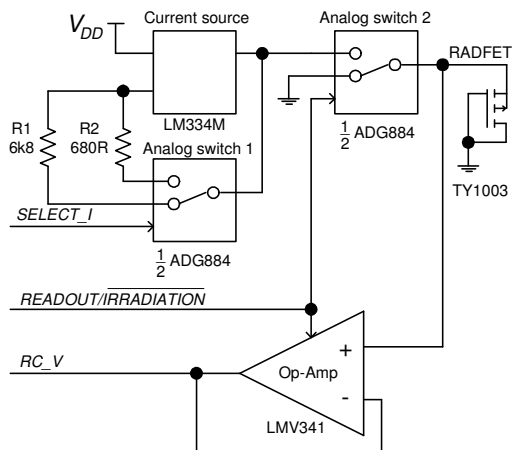 Current source
Analog switch 2
VDD
RADFET
LM334M
R1
6k8
R2
680R
1/2 ADG884
Analog switch 1
TY1003
SELECT_I
1/2 ADG884
READOUT/IRRADIATION
+
RC_V
Op-Amp
-
LMV341